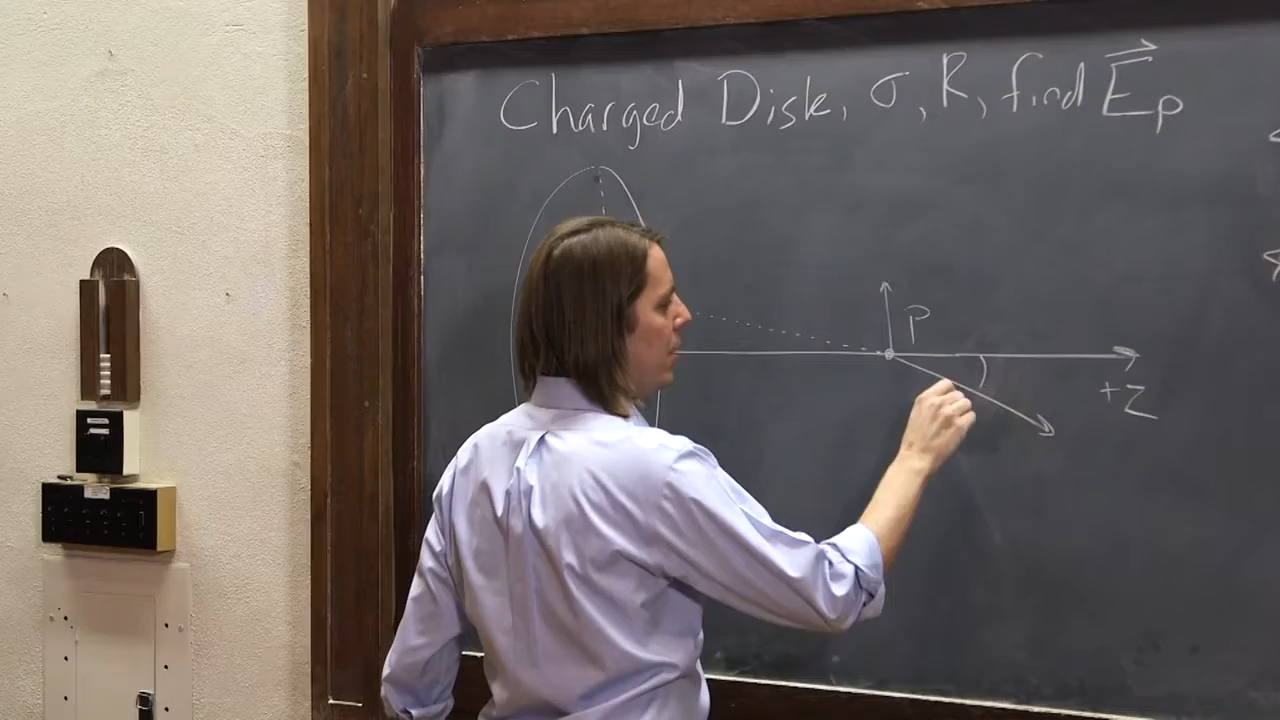 Charged Disk, σ, R, find E⃗p
P
+z